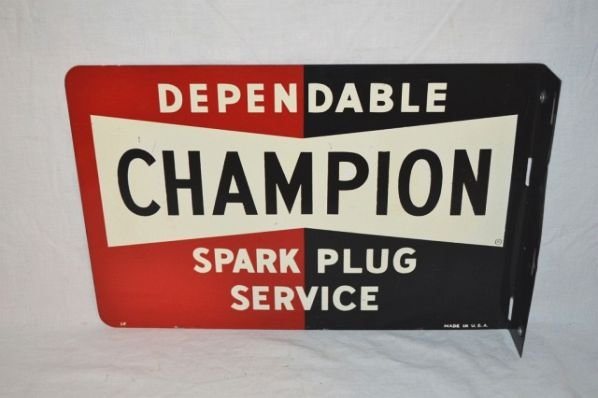 DEPENDABLE
CHAMPION
SPARK PLUG
SERVICE
MADE IN U.S.A.